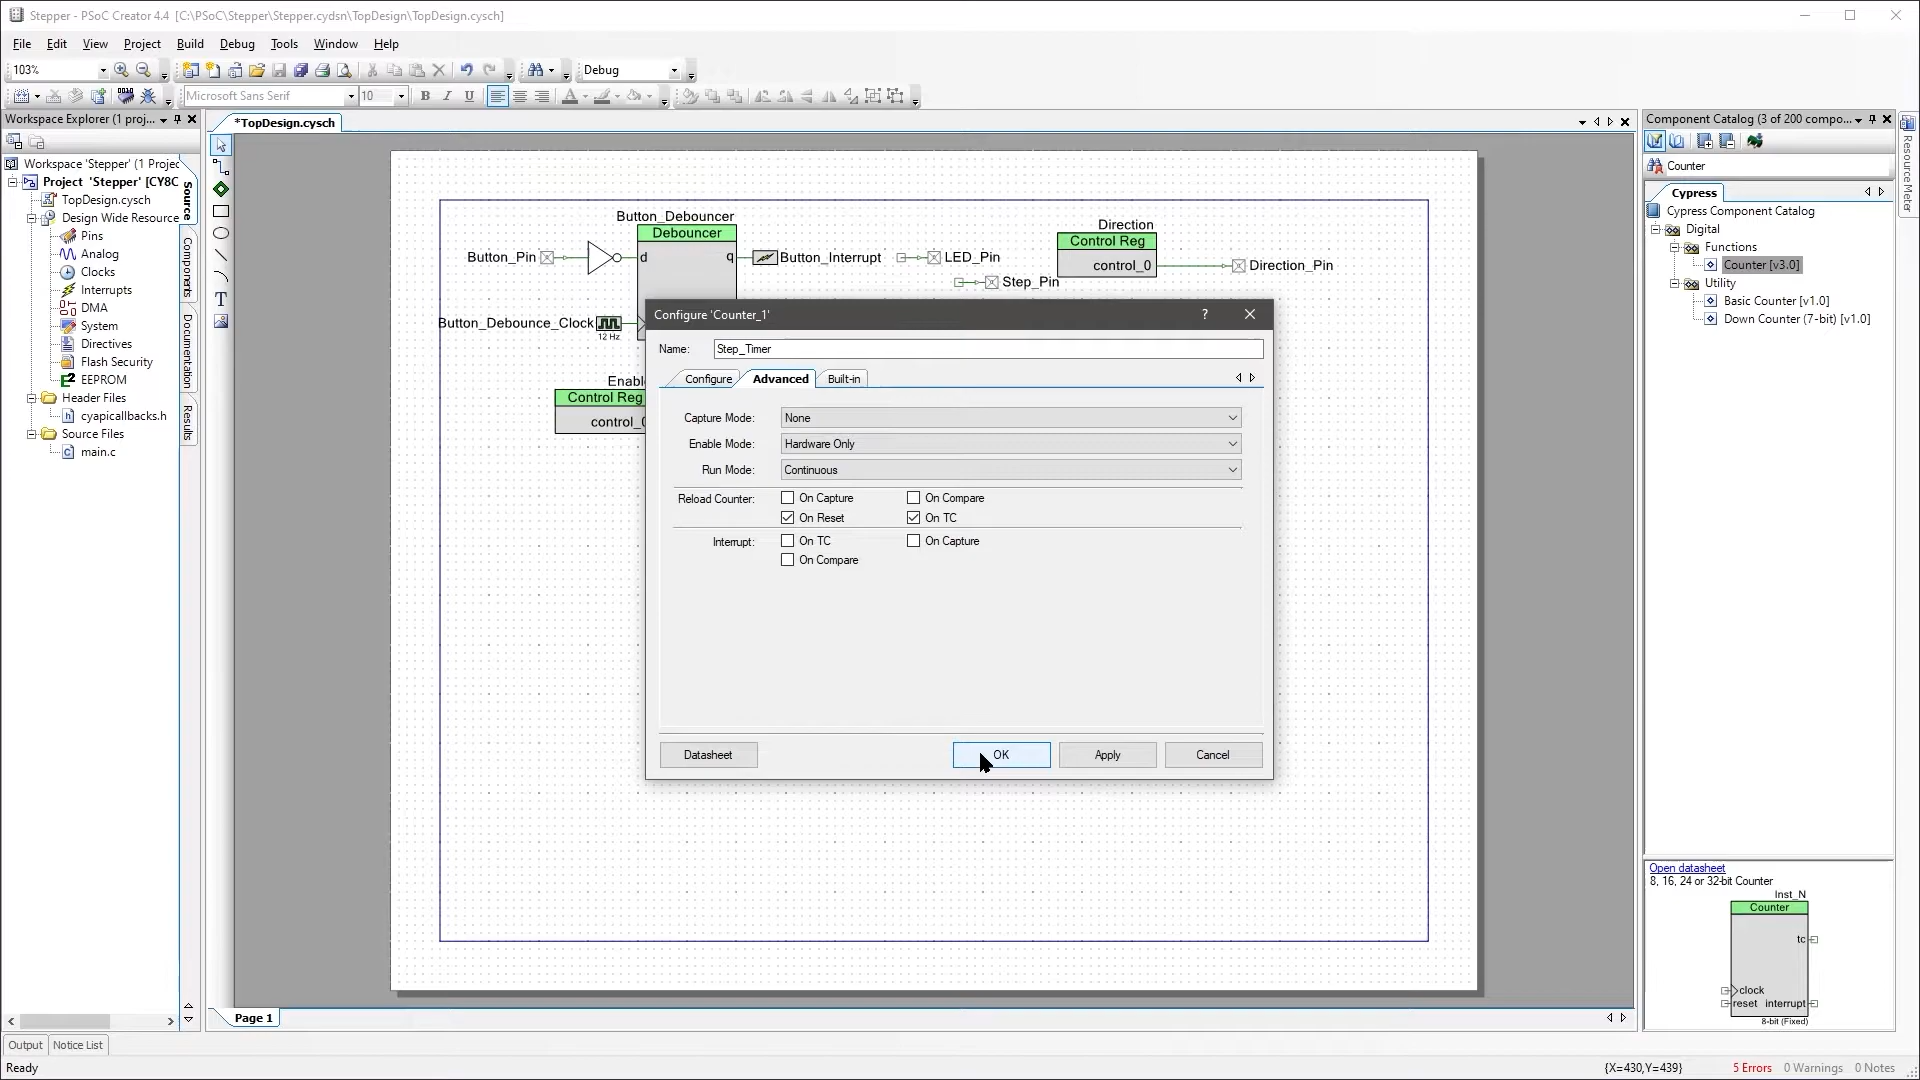 Stepper - PSoC Creator 4.4 [C:\PSoC\Stepper\Stepper.cydsn\TopDesign\TopDesign.cysch]
File Edit View Project Build Debug Tools Window Help
103% Debug
Microsoft Sans Serif 10 B I U A
Workspace Explorer (1 proj...
Workspace 'Stepper' (1 Projec
Project 'Stepper' [CY8C
TopDesign.cysch
Design Wide Resource
Pins
Analog
Clocks
Interrupts
DMA
System
Directives
Flash Security
EEPROM
Header Files
cyapicallbacks.h
Source Files
main.c
Source
Components
Documentation
Results
*TopDesign.cysch
Button_Debouncer
Debouncer
Button_Pin
d q
Button_Interrupt
LED_Pin
Step_Pin
Direction
Control Reg
control_0
Direction_Pin
Button_Debounce_Clock
12 Hz
Enabl
Control Reg
control_0
Configure 'Counter_1'
?
Name: Step_Timer
Configure Advanced Built-in
Capture Mode: None
Enable Mode: Hardware Only
Run Mode: Continuous
Reload Counter: On Capture On Compare
On Reset On TC
Interrupt: On TC On Capture
On Compare
Datasheet OK Apply Cancel
Page 1
Component Catalog (3 of 200 compo...
Counter
Cypress
Cypress Component Catalog
Digital
Functions
Counter [v3.0]
Utility
Basic Counter [v1.0]
Down Counter (7-bit) [v1.0]
Resource Meter
Open datasheet
8, 16, 24 or 32-bit Counter
Inst_N
Counter
tc
clock
reset interrupt
8-bit (Fixed)
Output Notice List
Ready
{X=430,Y=439}
5 Errors 0 Warnings 0 Notes